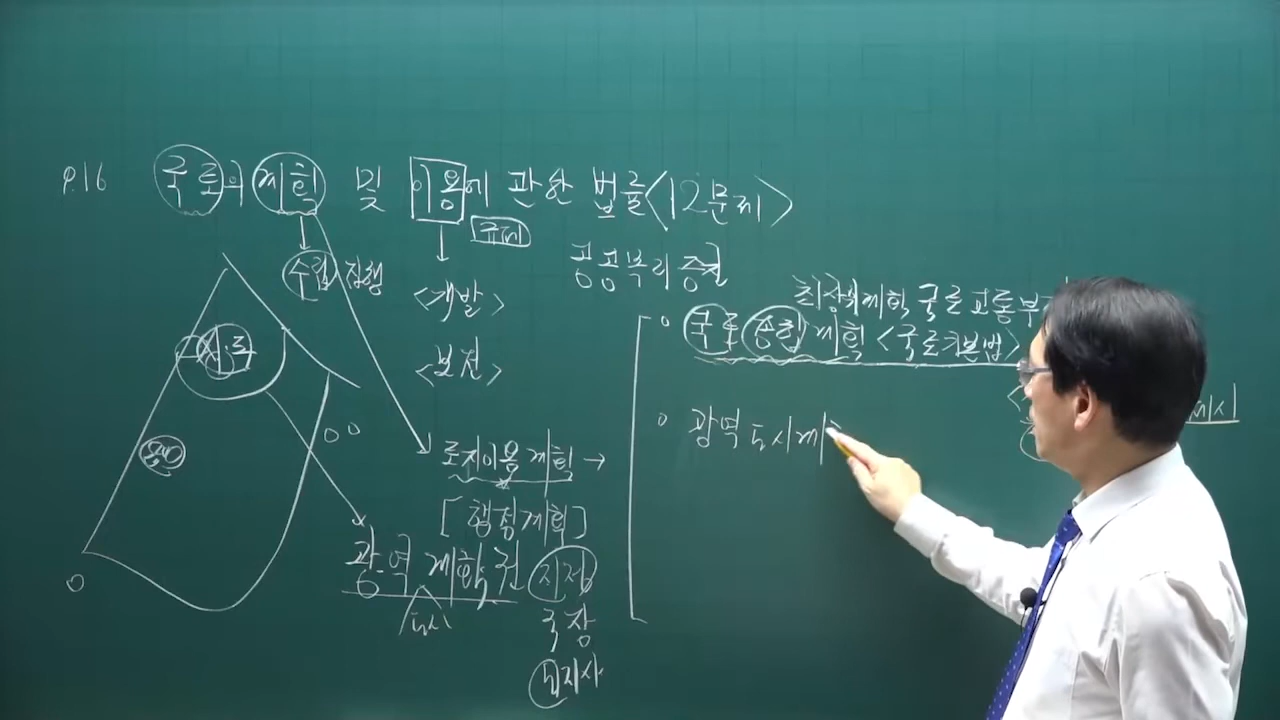 P.16 국토의 계획 및 이용에 관한 법률<12문제>
규제
수립 집행
<개발>
<보전>
공공복리증진
최상위계획 국토교통부
국토종합계획 <국토기본법>
광역도시계
토지이용계획 →
[행정계획]
광역계획권 지정
도시
국장
도지사